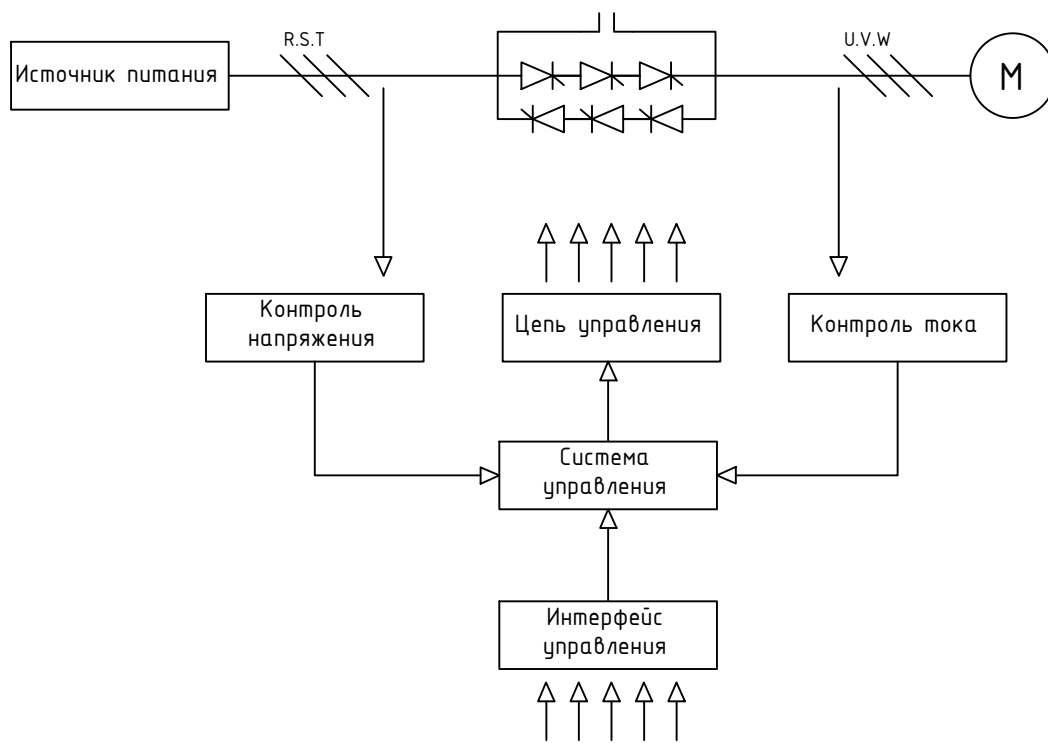 R.S.T
U.V.W
Источник питания
M
Контроль
напряжения
Цепь управления
Контроль тока
Система
управления
Интерфейс
управления